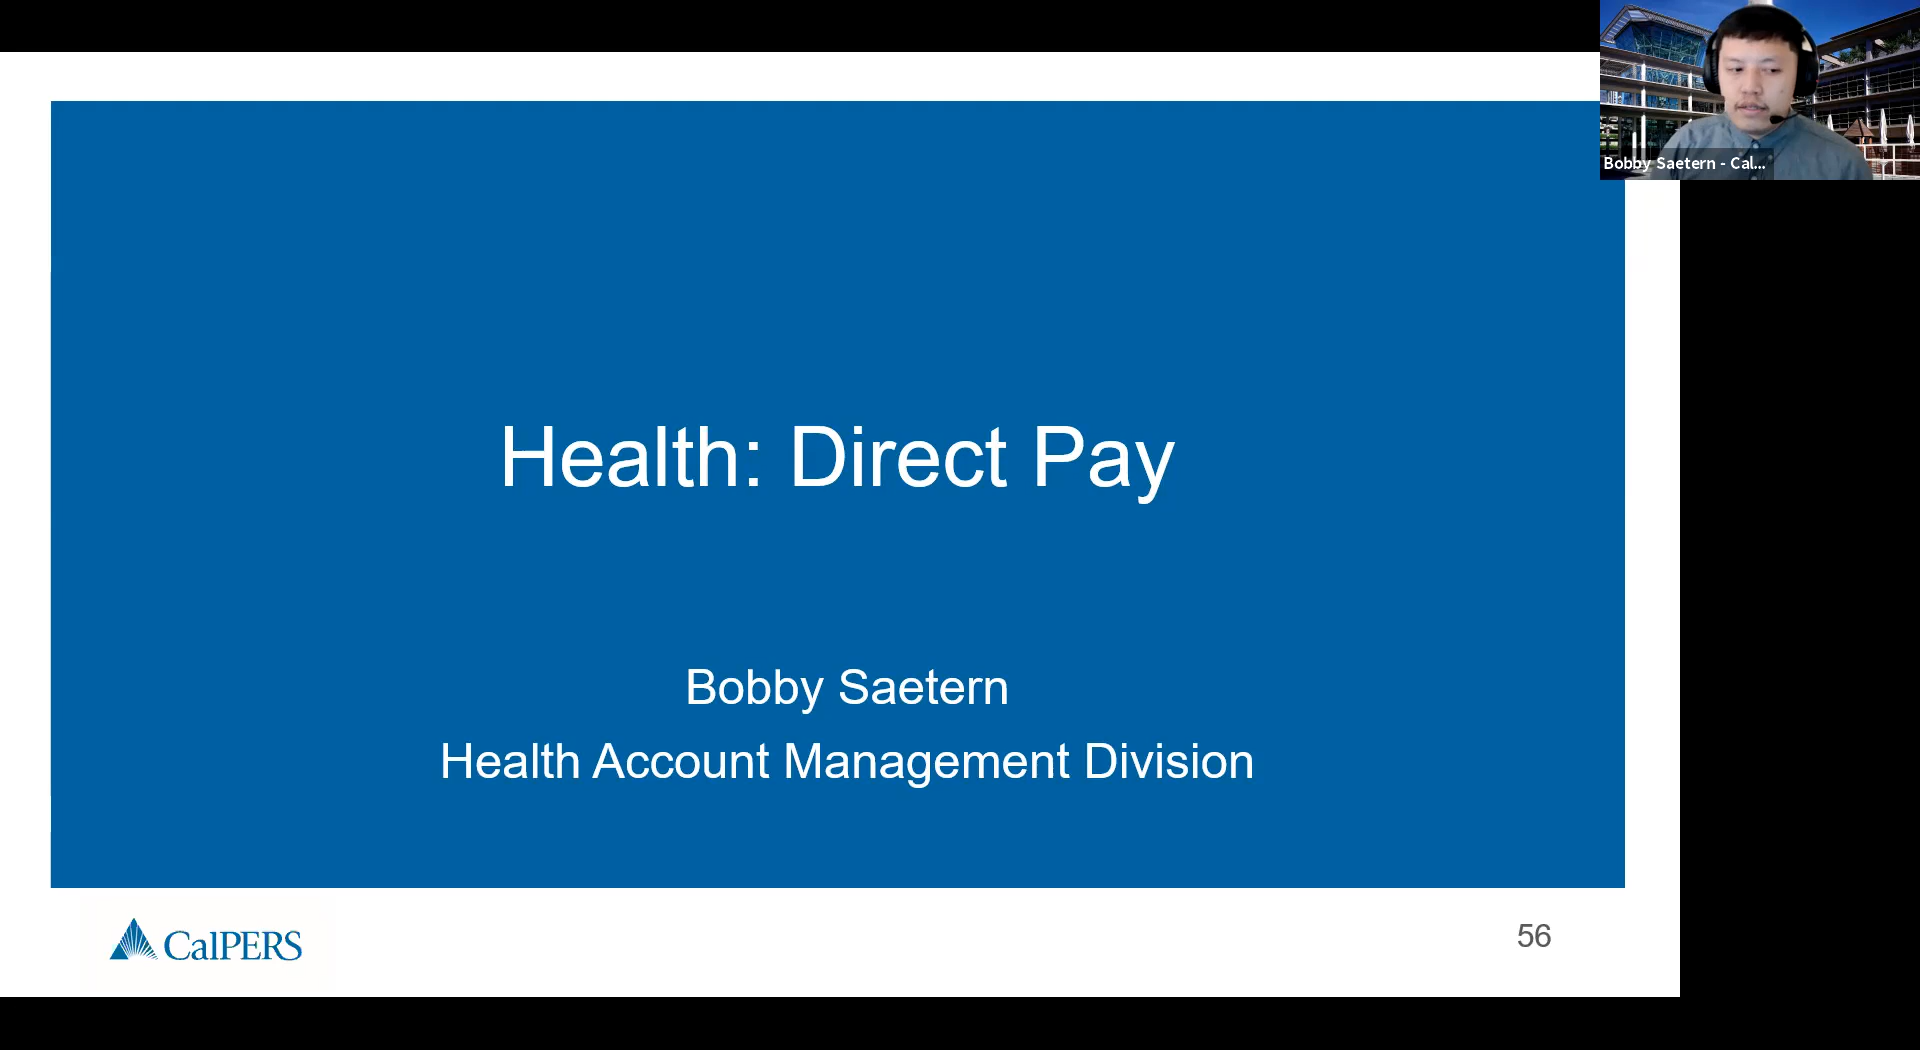 Bobby Saetern - Cal...
Health: Direct Pay
Bobby Saetern
Health Account Management Division
CalPERS
56